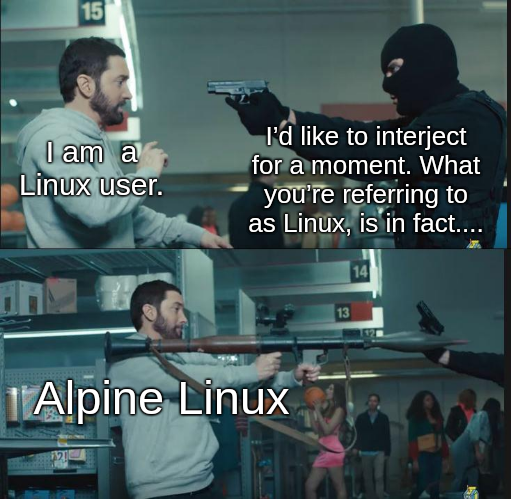 15
I am a
Linux user.
I'd like to interject
for a moment. What
you're referring to
as Linux, is in fact....
14
13
12
Alpine Linux